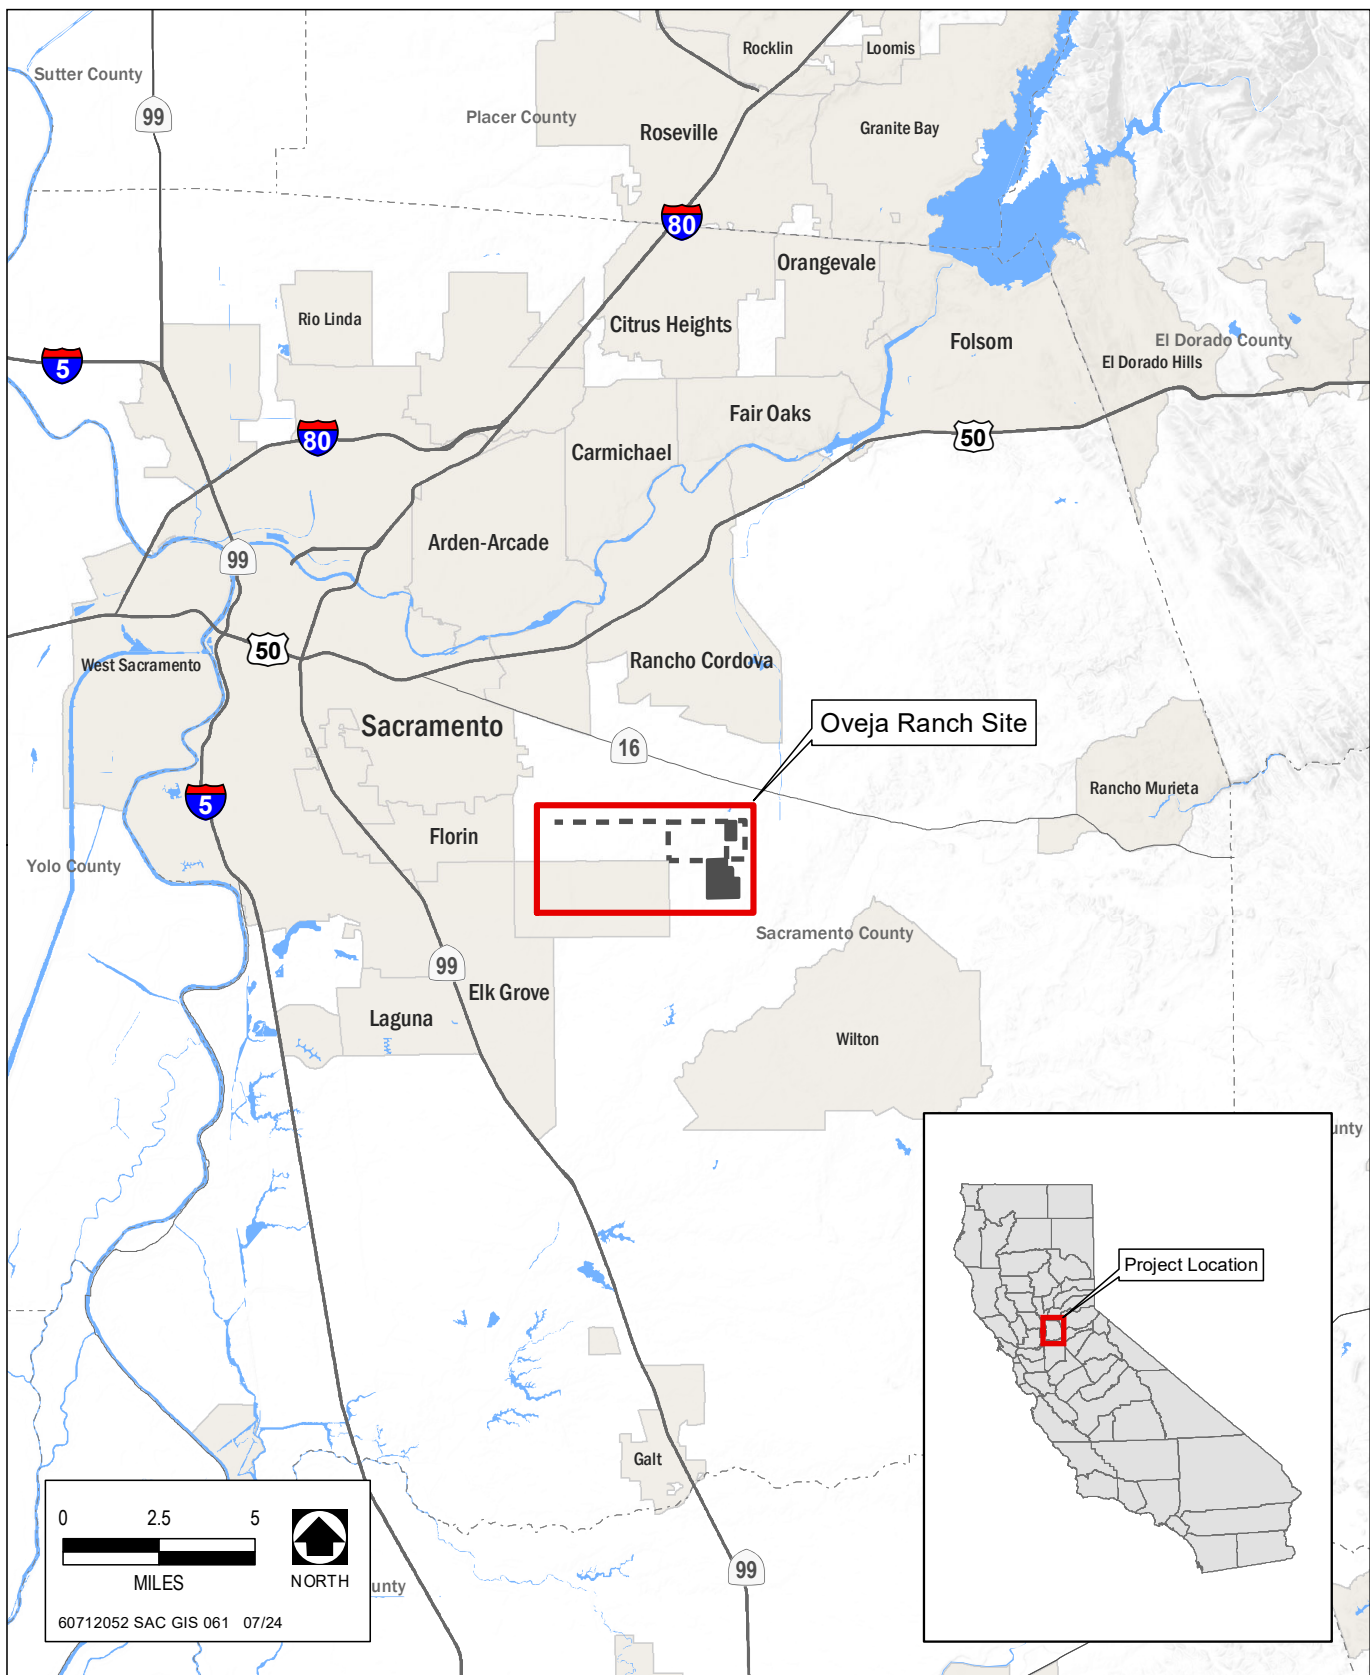 Rocklin
Loomis
Sutter County
99
Placer County
Roseville
Granite Bay
80
Orangevale
Rio Linda
Citrus Heights
Folsom
El Dorado County
El Dorado Hills
5
Fair Oaks
80
50
Carmichael
Arden-Arcade
99
50
West Sacramento
Rancho Cordova
Sacramento
Oveja Ranch Site
16
Rancho Murieta
5
Florin
Yolo County
Sacramento County
99
Elk Grove
Laguna
Wilton
unty
Project Location
Galt
0 2.5 5
MILES
NORTH
unty
99
60712052 SAC GIS 061 07/24